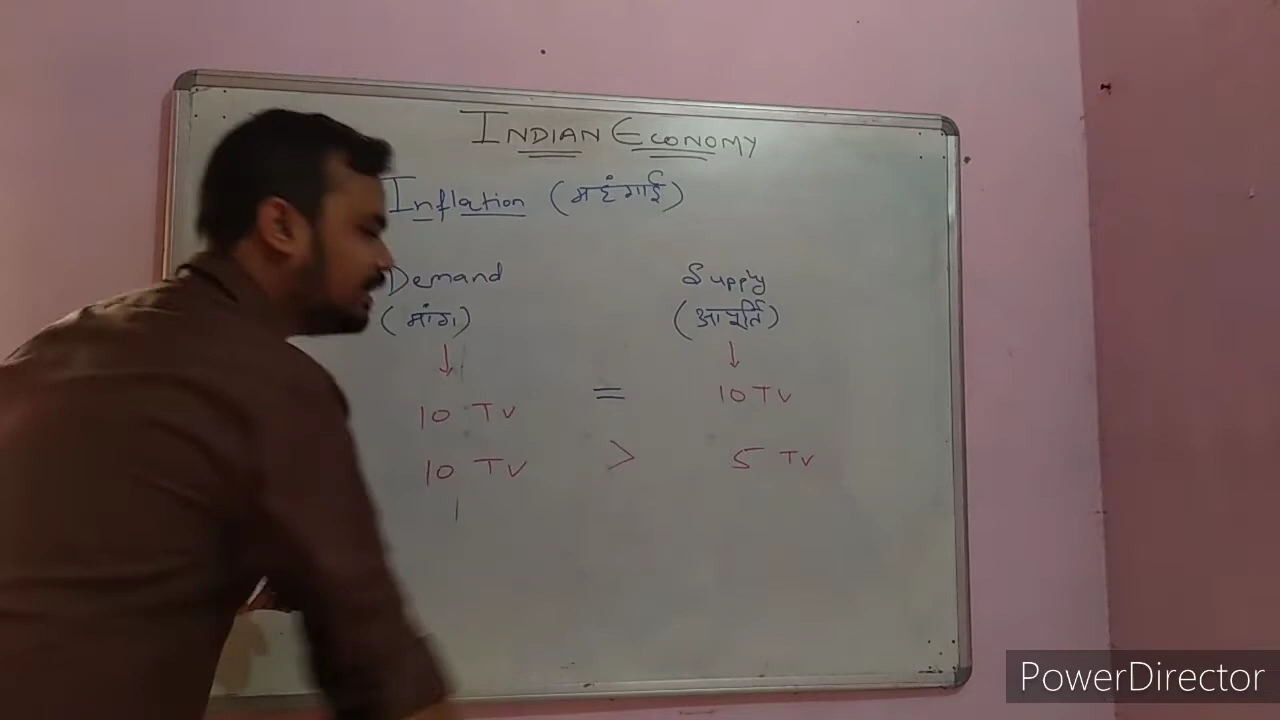 INDIAN ECONOMY
Inflation (महंगाई)
Demand Supply
(मांग) (आपूर्ति)
10 TV = 10 TV
10 TV > 5 TV
PowerDirector